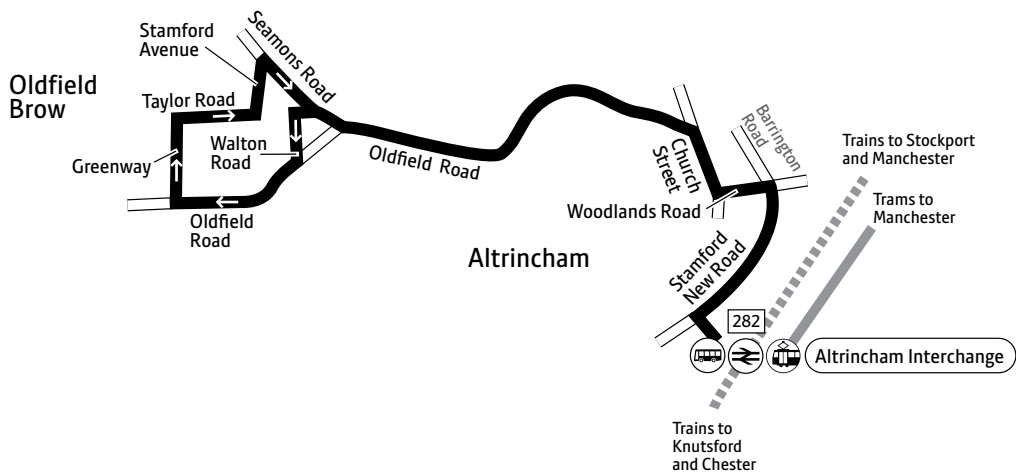 Stamford
Avenue
Seamons Road
Oldfield
Brow
Taylor Road
Walton
Road
Greenway
Oldfield
Road
Oldfield Road
Church
Street
Barrington
Road
Woodlands Road
Trains to Stockport
and Manchester
Trams to
Manchester
Altrincham
Stamford
New Road
282
Altrincham Interchange
Trains to
Knutsford
and Chester